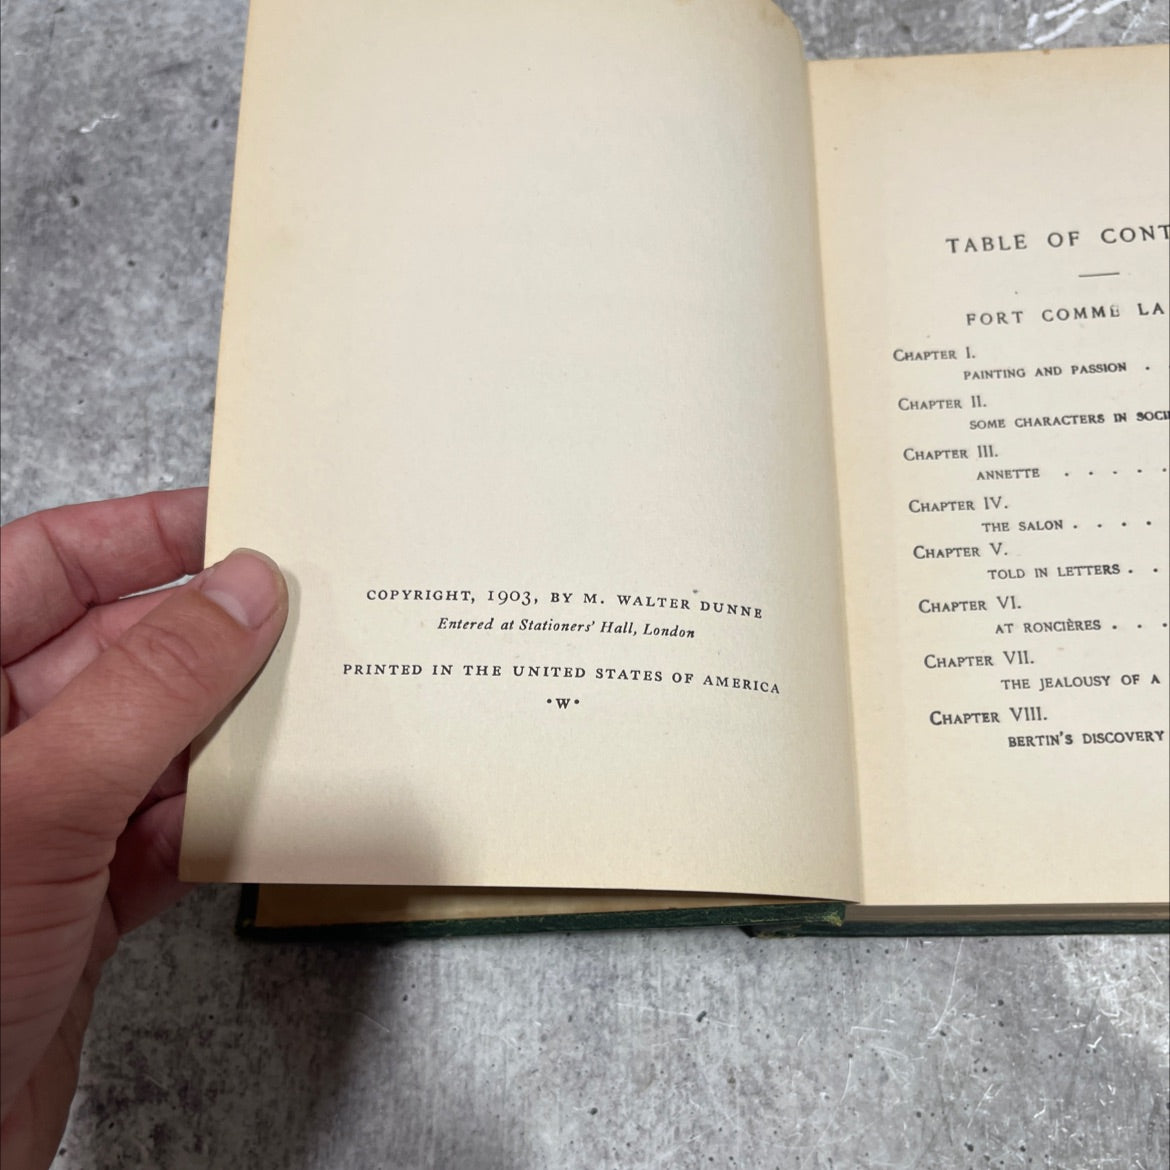 COPYRIGHT, 1903, BY M. WALTER DUNNE
Entered at Stationers' Hall, London
PRINTED IN THE UNITED STATES OF AMERICA
•W•
TABLE OF CONT
FORT COMME LA
CHAPTER I.
PAINTING AND PASSION .
CHAPTER II.
SOME CHARACTERS IN SOCI
CHAPTER III.
ANNETTE . . . . .
CHAPTER IV.
THE SALON . . . .
CHAPTER V.
TOLD IN LETTERS . .
CHAPTER VI.
AT RONCIÈRES . . .
CHAPTER VII.
THE JEALOUSY OF A
CHAPTER VIII.
BERTIN'S DISCOVERY